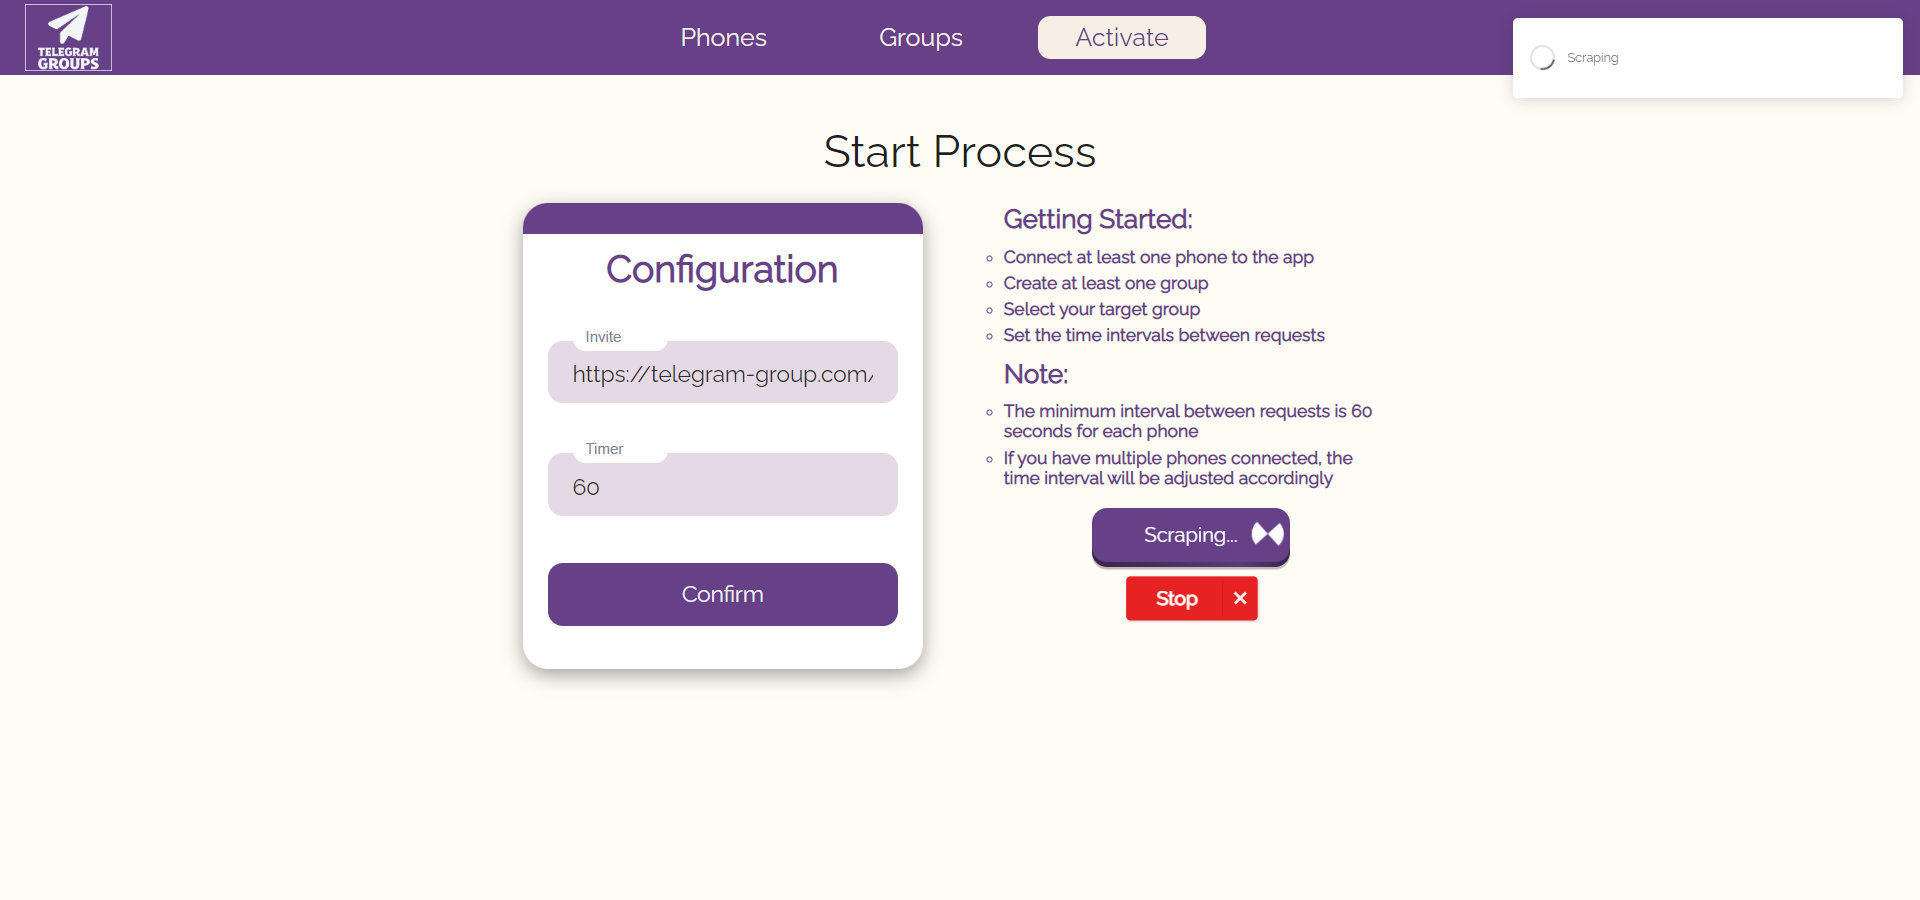 TELEGRAM
GROUPS
Phones
Groups
Activate
Scraping
Start Process
Configuration
Invite
https://telegram-group.com/
Timer
60
Confirm
Getting Started:
Connect at least one phone to the app
Create at least one group
Select your target group
Set the time intervals between requests
Note:
The minimum interval between requests is 60
seconds for each phone
If you have multiple phones connected, the
time interval will be adjusted accordingly
Scraping...
Stop